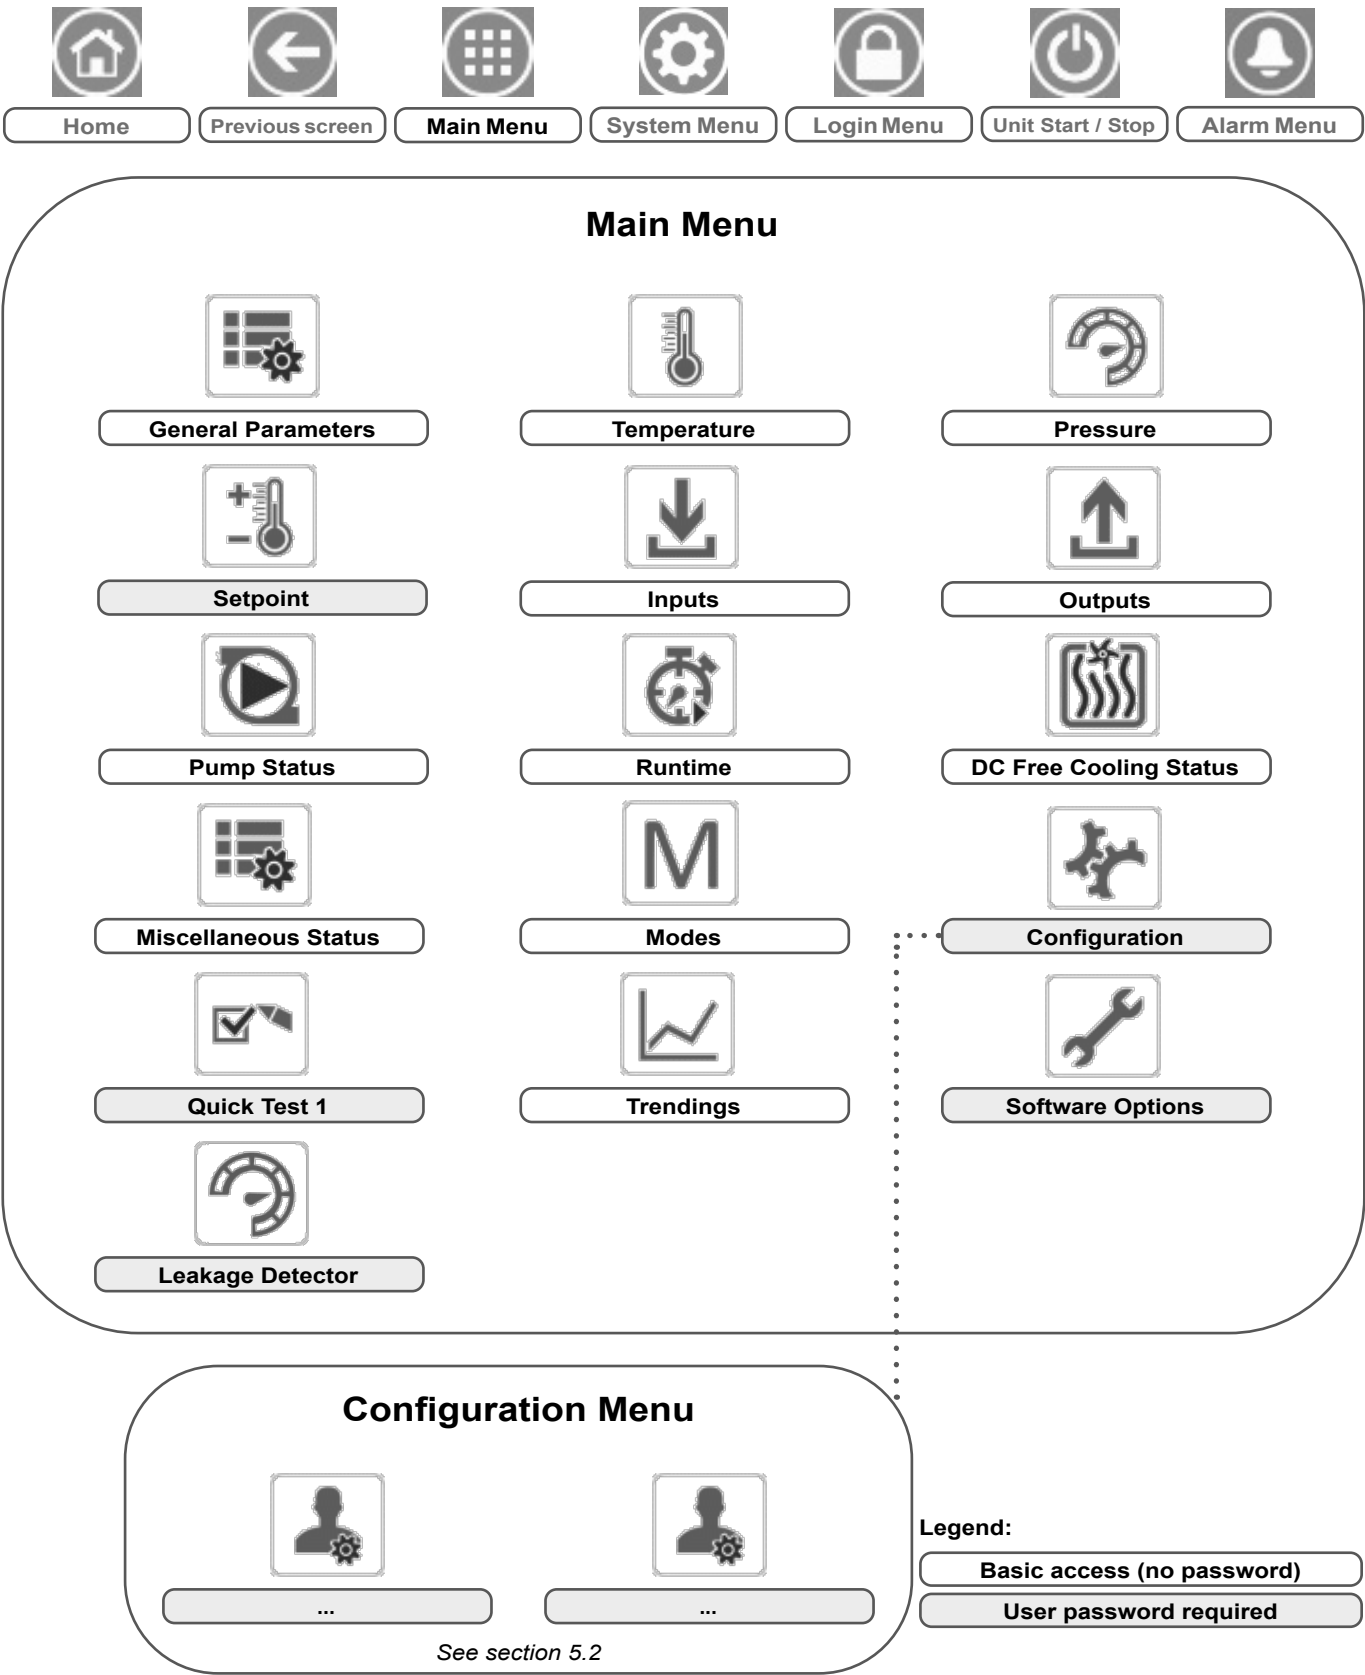 Home
Previous screen
Main Menu
System Menu
Login Menu
Unit Start / Stop
Alarm Menu
Main Menu
General Parameters
Temperature
Pressure
Setpoint
Inputs
Outputs
Pump Status
Runtime
DC Free Cooling Status
M
Miscellaneous Status
Modes
Configuration
Quick Test 1
Trendings
Software Options
Leakage Detector
Configuration Menu
...
...
See section 5.2
Legend:
Basic access (no password)
User password required